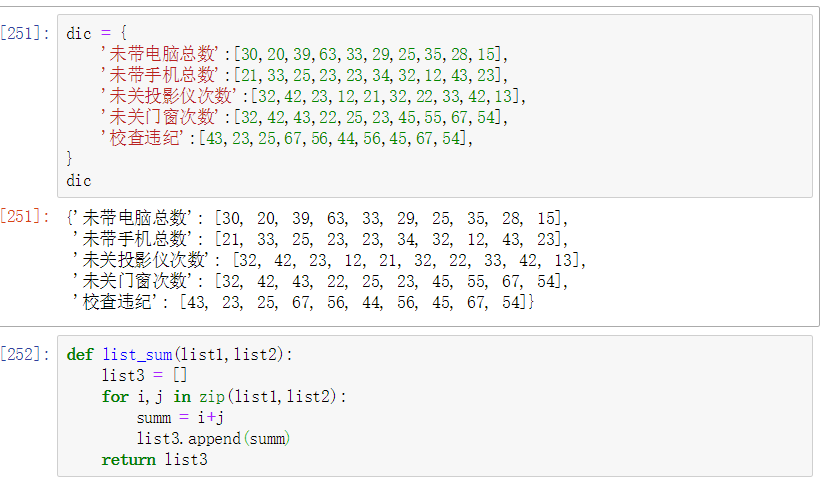 [251]: dic = {
'未带电脑总数':[30,20,39,63,33,29,25,35,28,15],
'未带手机总数':[21,33,25,23,23,34,32,12,43,23],
'未关投影仪次数':[32,42,23,12,21,32,22,33,42,13],
'未关门窗次数':[32,42,43,22,25,23,45,55,67,54],
'校查违纪':[43,23,25,67,56,44,56,45,67,54],
}
dic
[251]: {'未带电脑总数': [30, 20, 39, 63, 33, 29, 25, 35, 28, 15],
'未带手机总数': [21, 33, 25, 23, 23, 34, 32, 12, 43, 23],
'未关投影仪次数': [32, 42, 23, 12, 21, 32, 22, 33, 42, 13],
'未关门窗次数': [32, 42, 43, 22, 25, 23, 45, 55, 67, 54],
'校查违纪': [43, 23, 25, 67, 56, 44, 56, 45, 67, 54]}
[252]: def list_sum(list1,list2):
list3 = []
for i,j in zip(list1,list2):
summ = i+j
list3.append(summ)
return list3